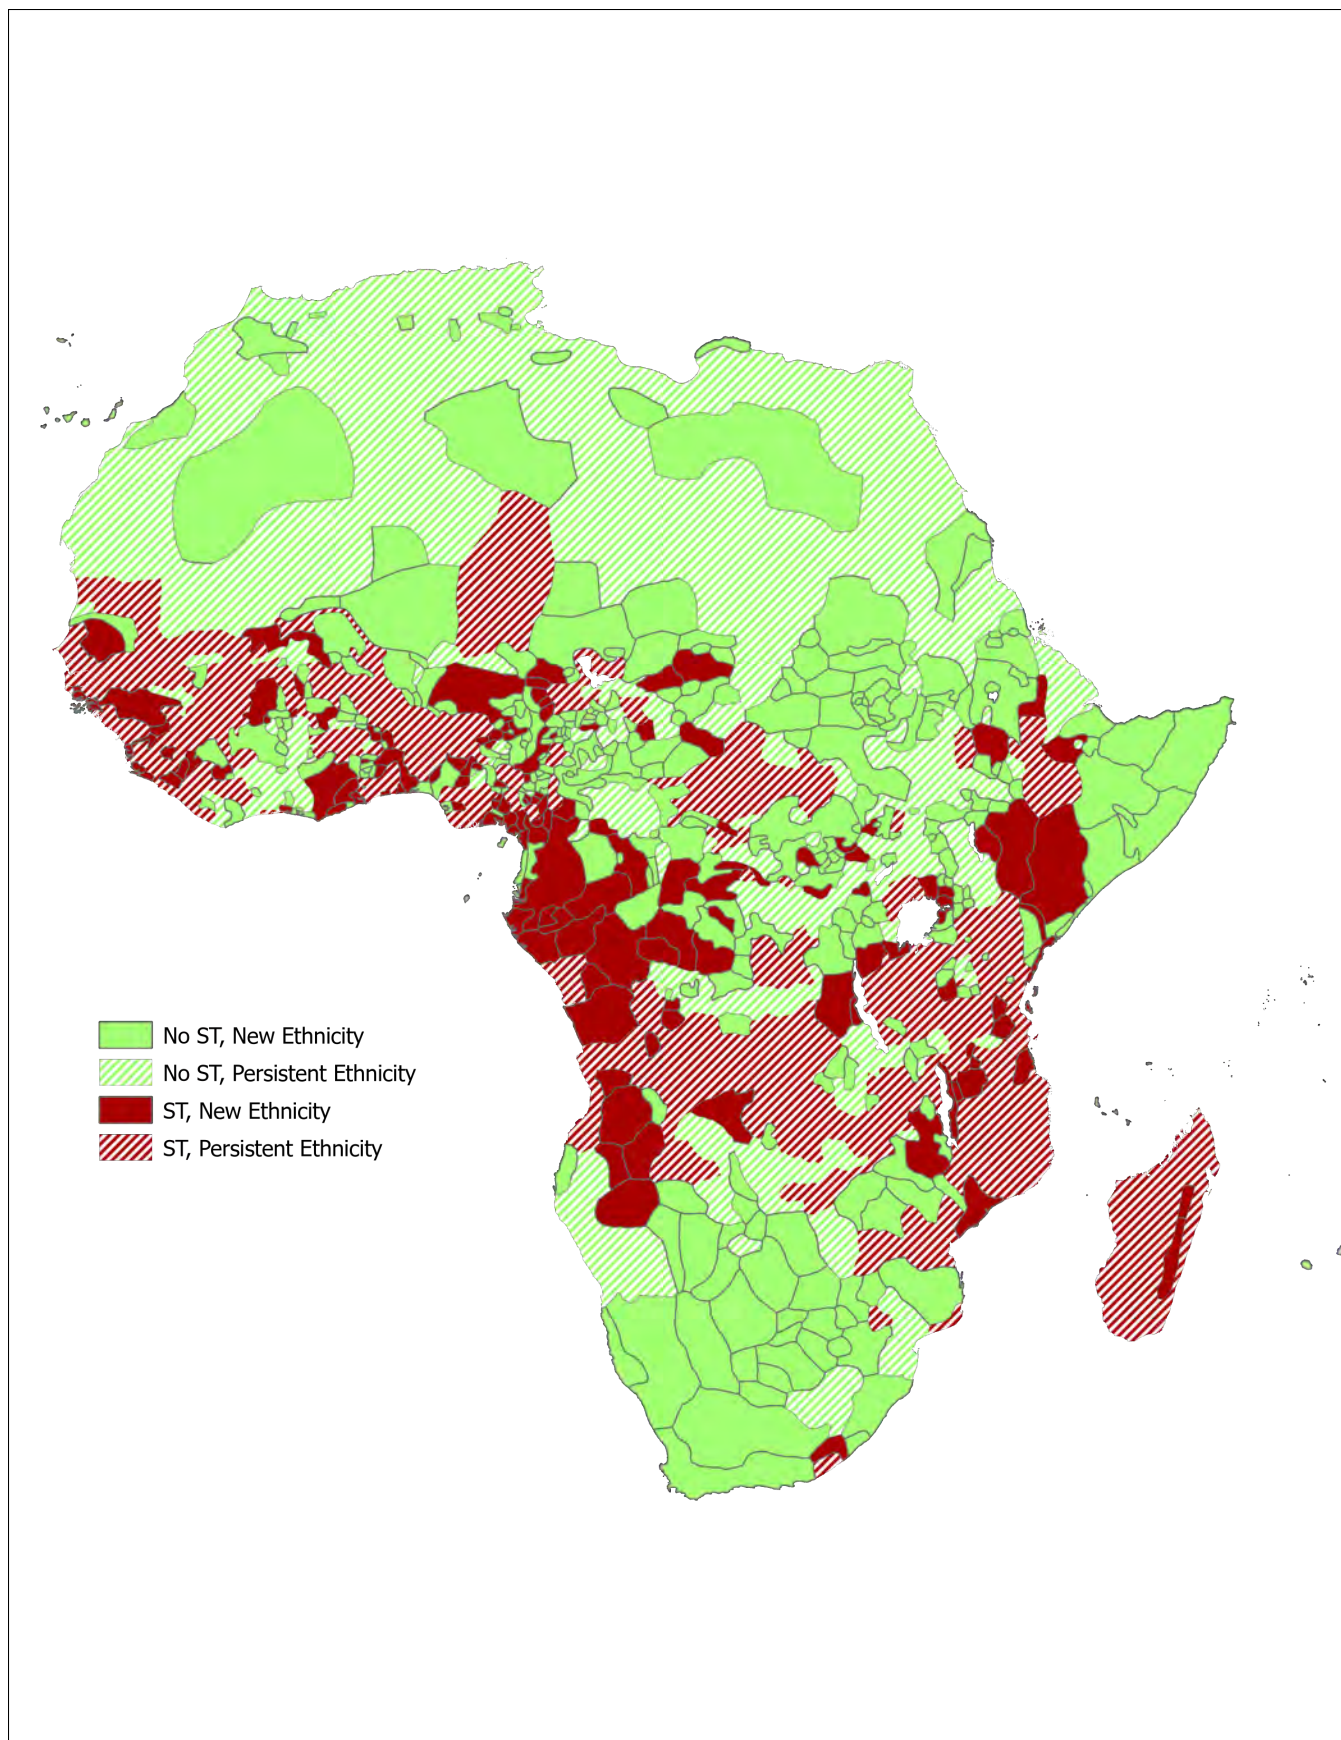 No ST, New Ethnicity
No ST, Persistent Ethnicity
ST, New Ethnicity
ST, Persistent Ethnicity